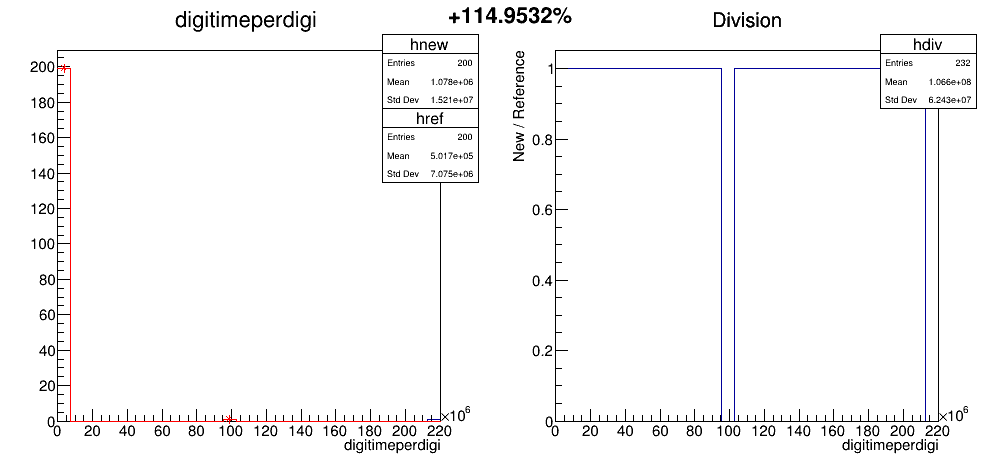 +114.9532%
digitimeperdigi
hnew
Entries 200
Mean 1.078e+06
Std Dev 1.521e+07
href
Entries 200
Mean 5.017e+05
Std Dev 7.075e+06
200
180
160
140
120
100
80
60
40
20
0
0 20 40 60 80 100 120 140 160 180 200 220
×10⁶
digitimeperdigi
Division
hdiv
Entries 232
Mean 1.066e+08
Std Dev 6.243e+07
New / Reference
1
0.8
0.6
0.4
0.2
0
0 20 40 60 80 100 120 140 160 180 200 220
×10⁶
digitimeperdigi